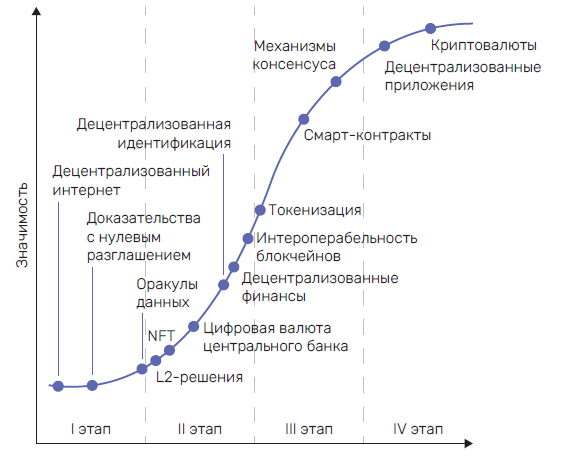 Механизмы
консенсуса
Криптовалюты
Децентрализованные
приложения
Децентрализованная
идентификация
Смарт-контракты
Децентрализованный
интернет
Доказательства
с нулевым
разглашением
Токенизация
Интероперабельность
блокчейнов
Оракулы
данных
Децентрализованные
финансы
NFT
Цифровая валюта
центрального банка
L2-решения
Значимость
I этап
II этап
III этап
IV этап